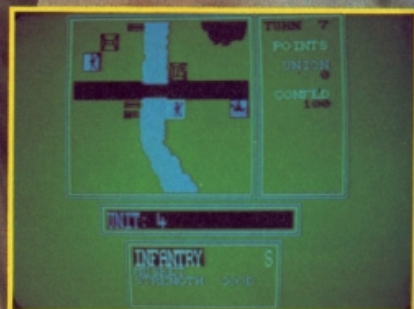 TURN 7
POINTS
UNION
0
CONFED
100
UNIT: 4
INFANTRY S
STRENGTH